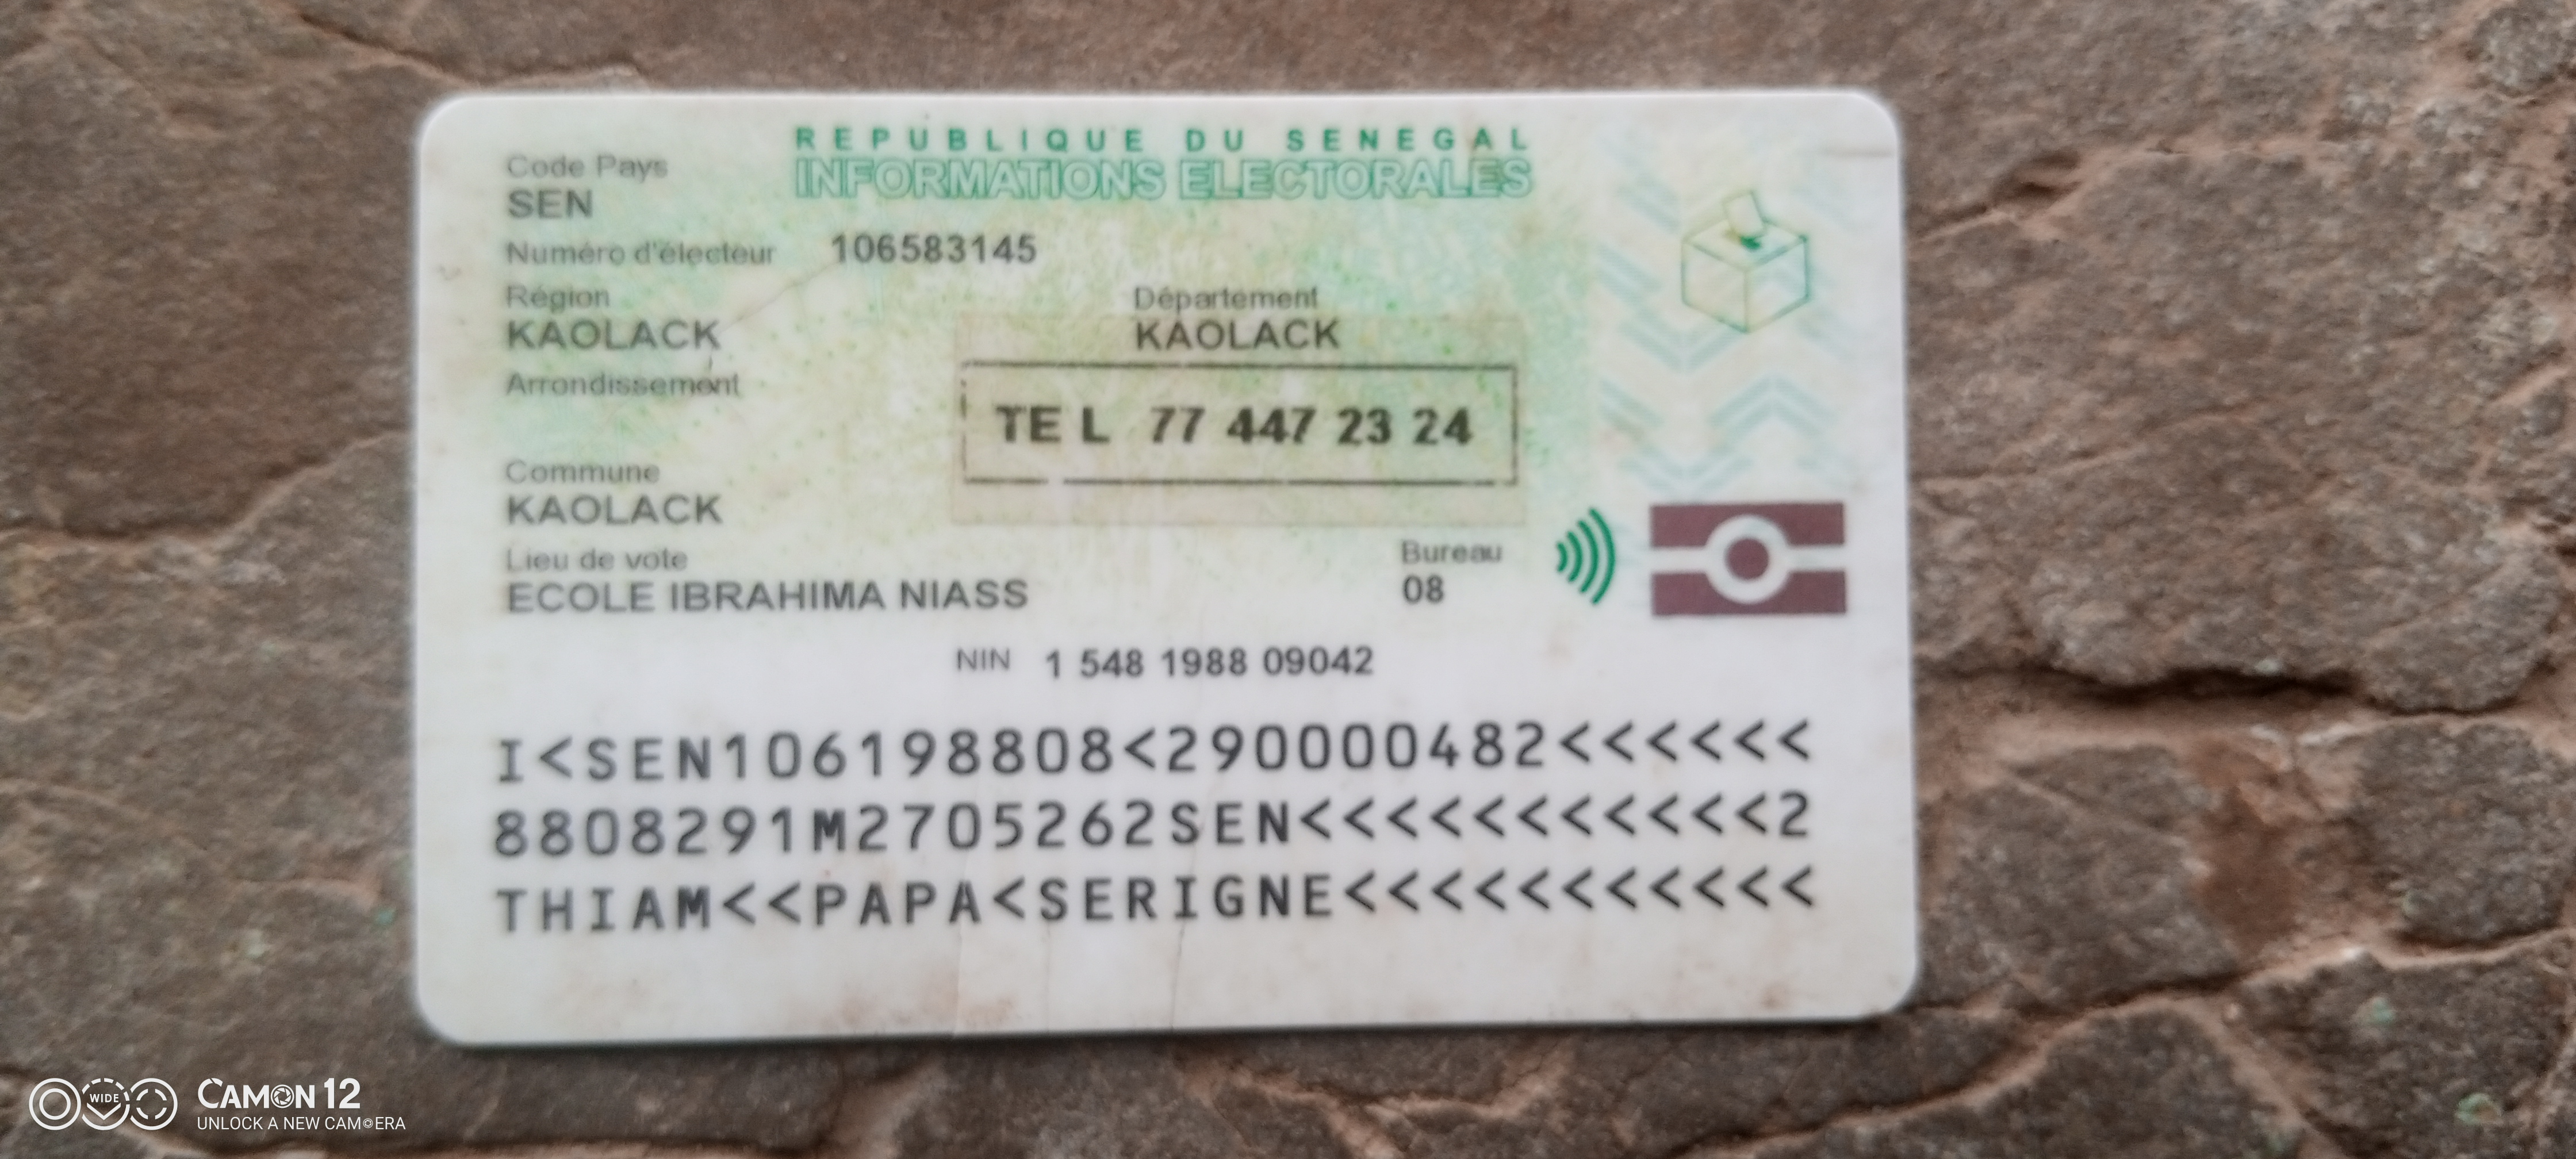 REPUBLIQUE DU SENEGAL
INFORMATIONS ELECTORALES
Code Pays
SEN
Numéro d'électeur 106583145
Région
KAOLACK
Département
KAOLACK
Arrondissement
TEL 77 447 23 24
Commune
KAOLACK
Lieu de vote
ECOLE IBRAHIMA NIASS
Bureau
08
NIN 1 548 1988 09042
I<SEN106198808<290000482<<<<<<
8808291M2705262SEN<<<<<<<<<<<2
THIAM<<PAPA<SERIGNE<<<<<<<<<<<
WIDE
CAMON 12
UNLOCK A NEW CAMERA